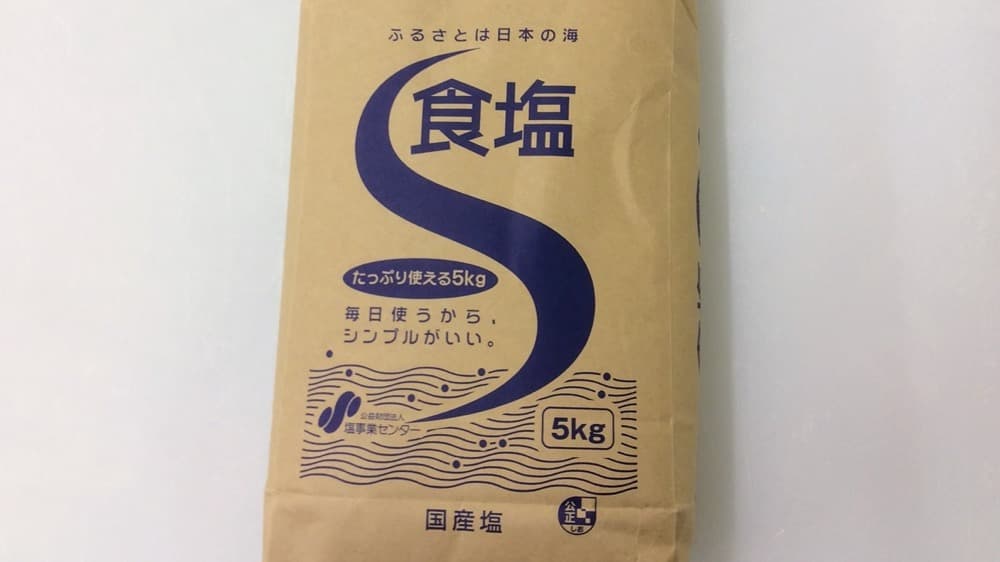 ふるさとは日本の海
食塩
たっぷり使える5kg
毎日使うから、
シンプルがいい。
公益財団法人
塩事業センター
5kg
国産塩
公正
しお